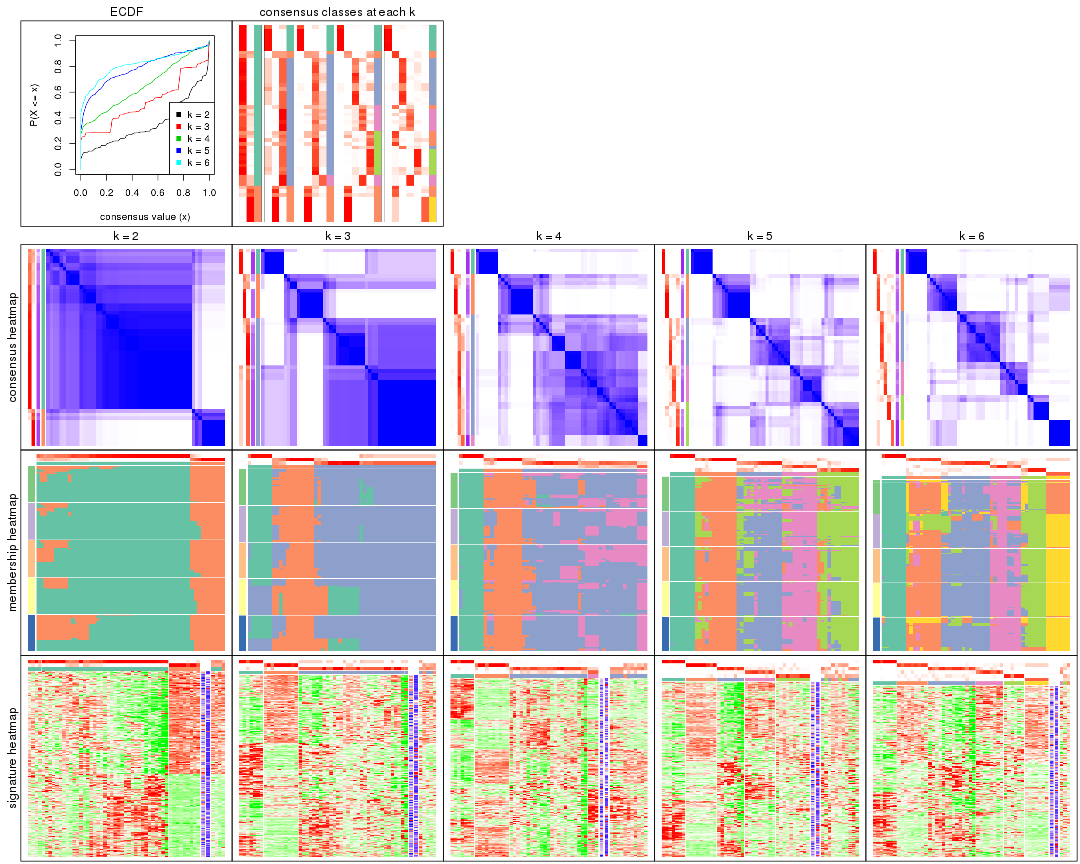 ECDF
consensus classes at each k
P(X <= x)
0.0 0.2 0.4 0.6 0.8 1.0
k = 2
k = 3
k = 4
k = 5
k = 6
0.0 0.2 0.4 0.6 0.8 1.0
consensus value (x)
k = 2
k = 3
k = 4
k = 5
k = 6
consensus heatmap
membership heatmap
signature heatmap